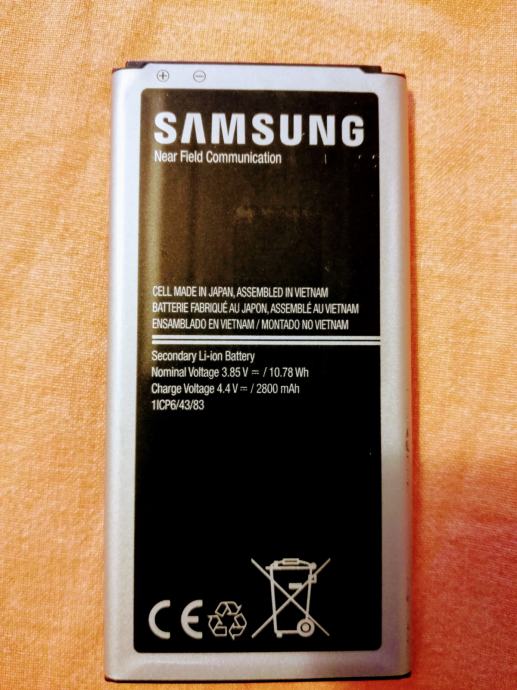 SAMSUNG
Near Field Communication
CELL MADE IN JAPAN, ASSEMBLED IN VIETNAM
BATTERIE FABRIQUÉ AU JAPON, ASSEMBLÉ AU VIETNAM
ENSAMBLADO EN VIETNAM / MONTADO NO VIETNAM
Secondary Li-ion Battery
Nominal Voltage 3.85 V ⎓ / 10.78 Wh
Charge Voltage 4.4 V ⎓ / 2800 mAh
1ICP6/43/83
CE